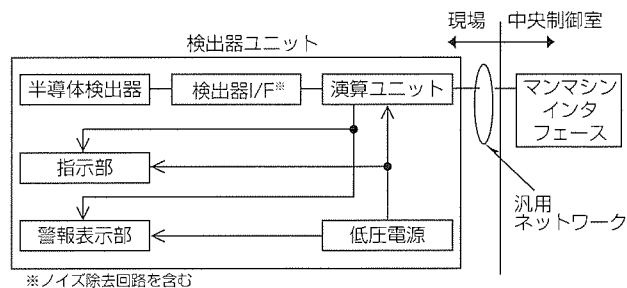 現場
中央制御室
検出器ユニット
半導体検出器
検出器I/F※
演算ユニット
マンマシン
インタ
フェース
指示部
汎用
ネットワーク
警報表示部
低圧電源
※ノイズ除去回路を含む